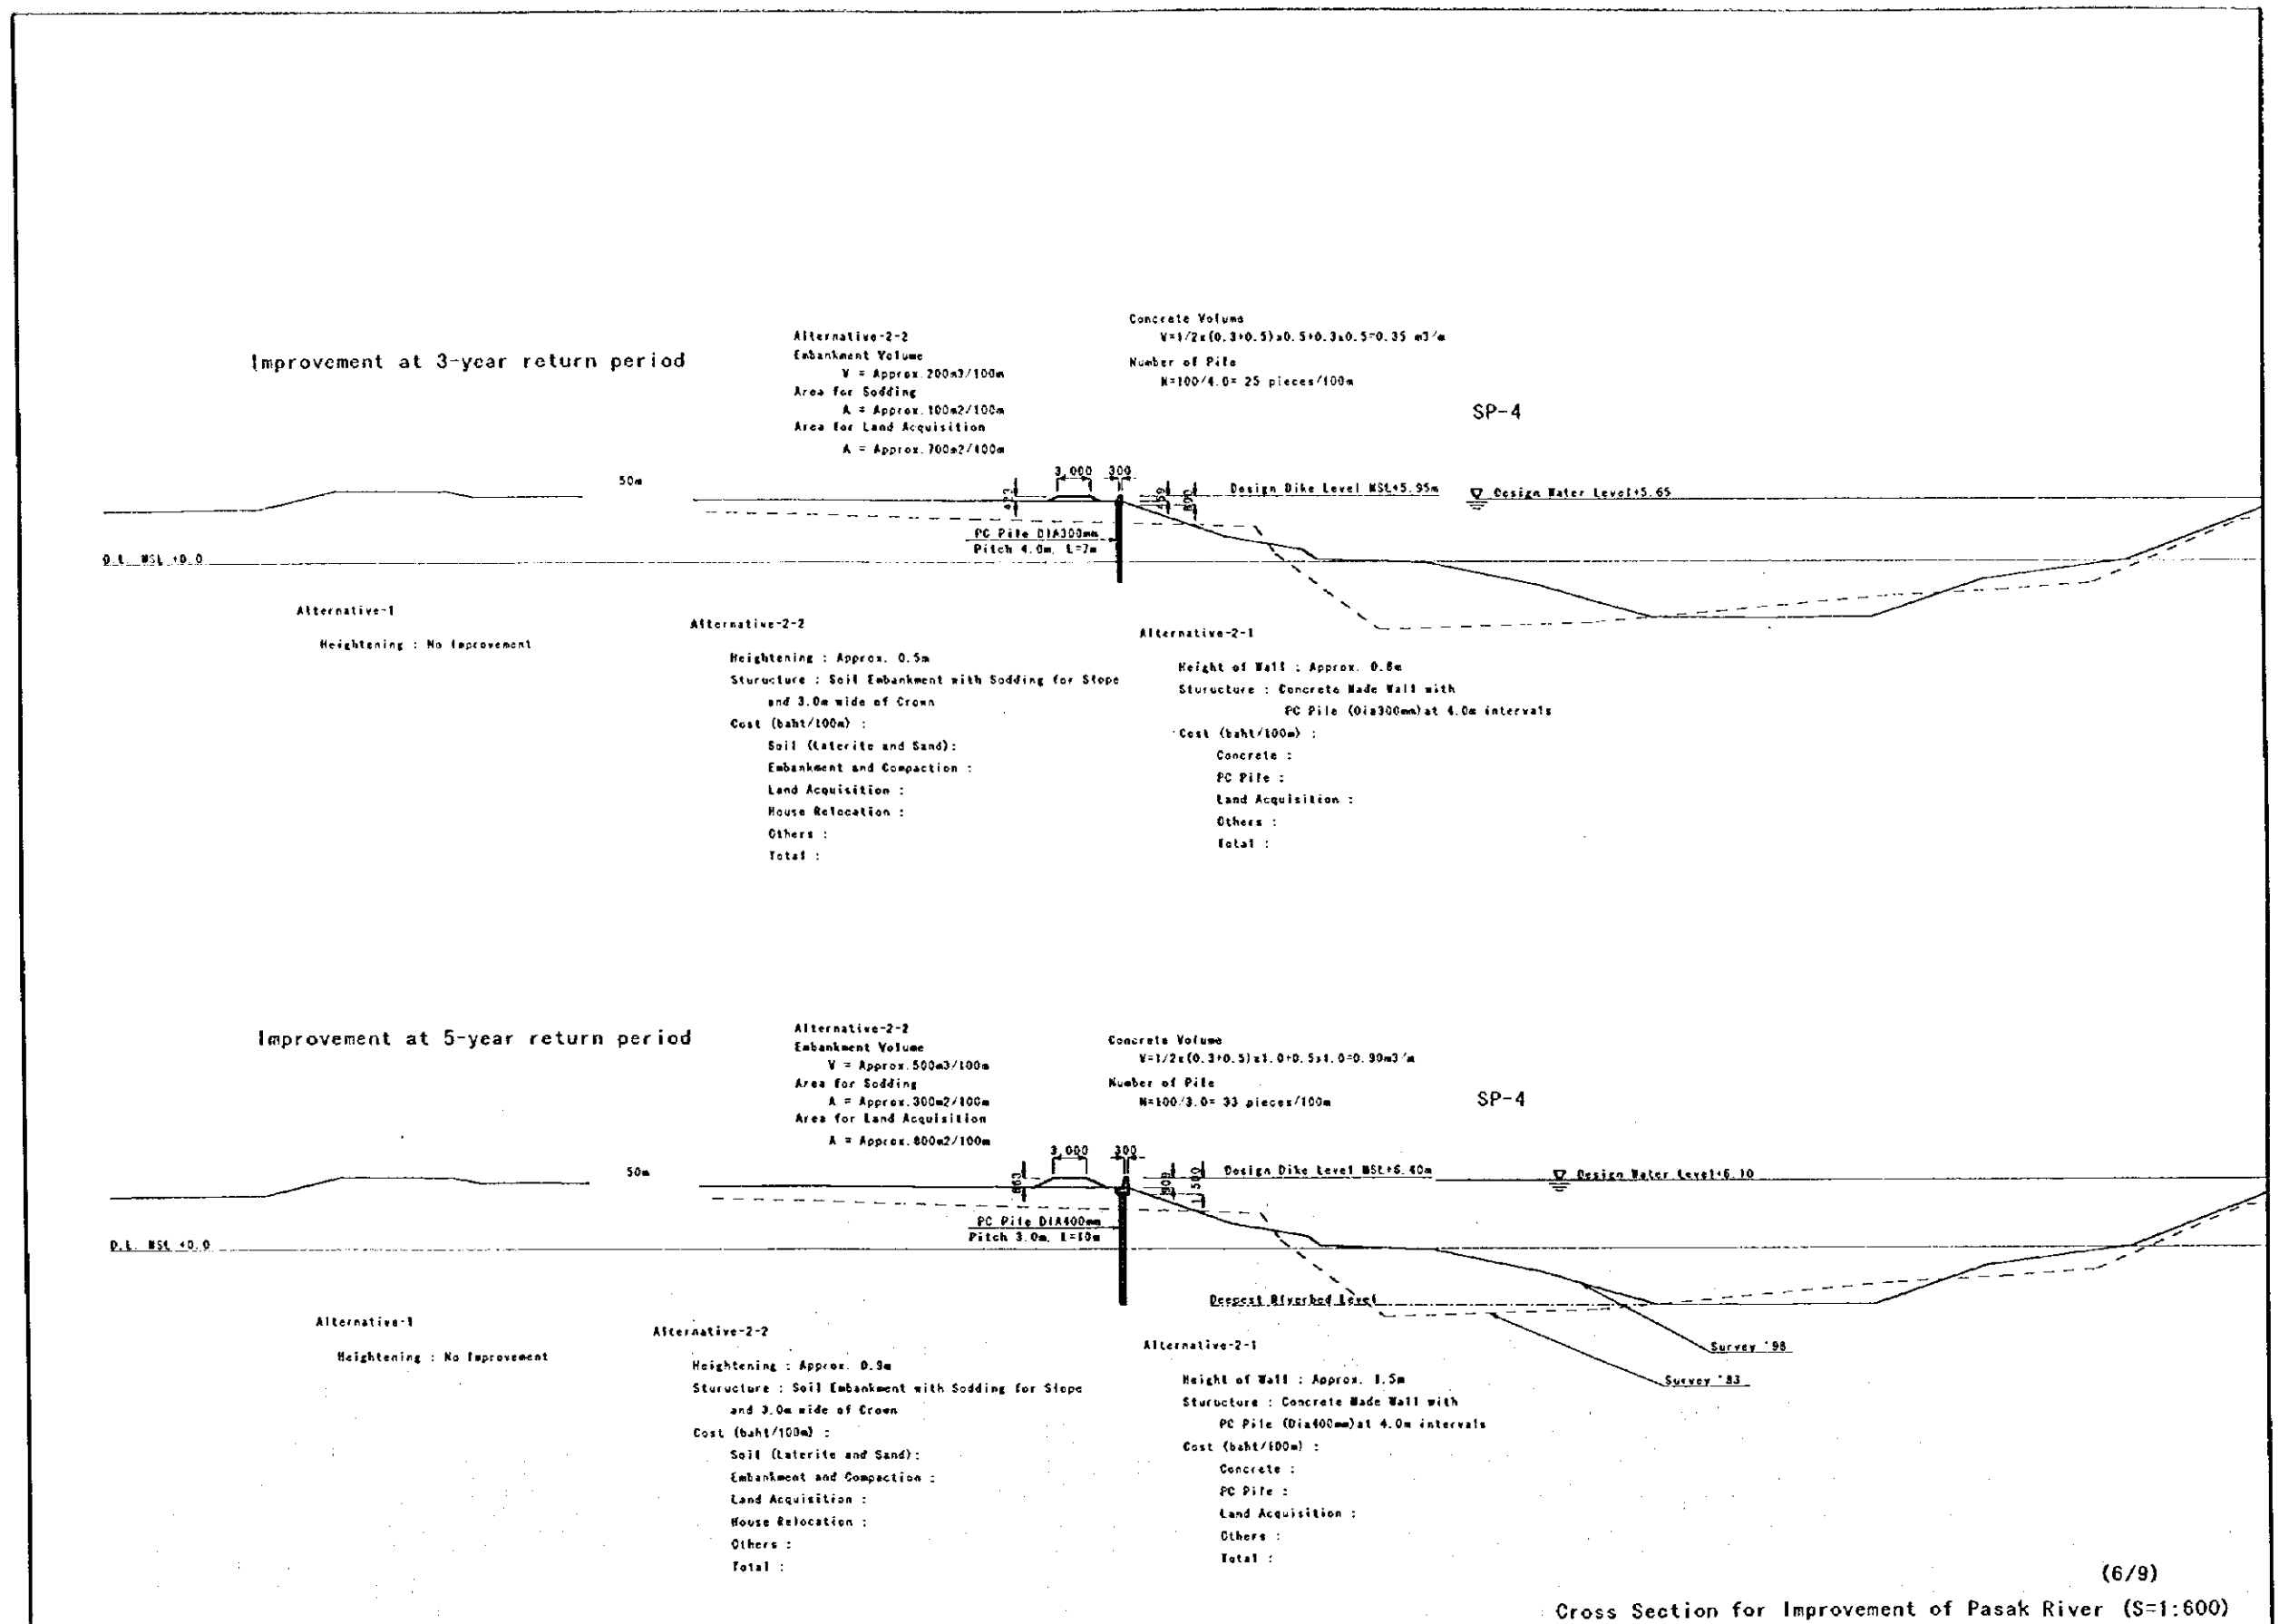 Improvement at 3-year return period
Alternative-2-2
Embankment Volume
V = Approx.200m3/100m
Area for Sodding
A = Approx.100m2/100m
Area for Land Acquisition
A = Approx.700m2/100m
Concrete Volume
V=1/2x(0.3+0.5)x0.5+0.3x0.5=0.35 m3/m
Number of Pile
N=100/4.0= 25 pieces/100m
SP-4
50m
3,000
300
Design Dike Level MSL+5.95m
Design Water Level+5.65
PC Pile DIA300mm
Pitch 4.0m, L=7m
D.L. MSL +0.0
Alternative-1
Heightening : No Improvement
Alternative-2-2
Heightening : Approx. 0.5m
Sturucture : Soil Embankment with Sodding for Slope
and 3.0m wide of Crown
Cost (baht/100m) :
Soil (Laterite and Sand):
Embankment and Compaction :
Land Acquisition :
House Relocation :
Others :
Total :
Alternative-2-1
Height of Wall : Approx. 0.8m
Sturucture : Concrete Made Wall with
PC Pile (Dia300mm)at 4.0m intervals
Cost (baht/100m) :
Concrete :
PC Pile :
Land Acquisition :
Others :
Total :
Improvement at 5-year return period
Alternative-2-2
Embankment Volume
V = Approx.500m3/100m
Area for Sodding
A = Approx.300m2/100m
Area for Land Acquisition
A = Approx.800m2/100m
Concrete Volume
V=1/2x(0.3+0.5)x1.0+0.5x1.0=0.90m3/m
Number of Pile
N=100/3.0= 33 pieces/100m
SP-4
50m
3,000
300
863
909
1,500
Design Dike Level MSL+6.40m
Design Water Level+6.10
PC Pile DIA400mm
Pitch 3.0m, L=10m
D.L. MSL +0.0
Deepest Riverbed Level
Survey '98
Survey '83
Alternative-1
Heightening : No Improvement
Alternative-2-2
Heightening : Approx. 0.9m
Sturucture : Soil Embankment with Sodding for Slope
and 3.0m wide of Crown
Cost (baht/100m) :
Soil (Laterite and Sand):
Embankment and Compaction :
Land Acquisition :
House Relocation :
Others :
Total :
Alternative-2-1
Height of Wall : Approx. 1.5m
Sturucture : Concrete Made Wall with
PC Pile (Dia400mm)at 4.0m intervals
Cost (baht/100m) :
Concrete :
PC Pile :
Land Acquisition :
Others :
Total :
(6/9)
Cross Section for Improvement of Pasak River (S=1:600)